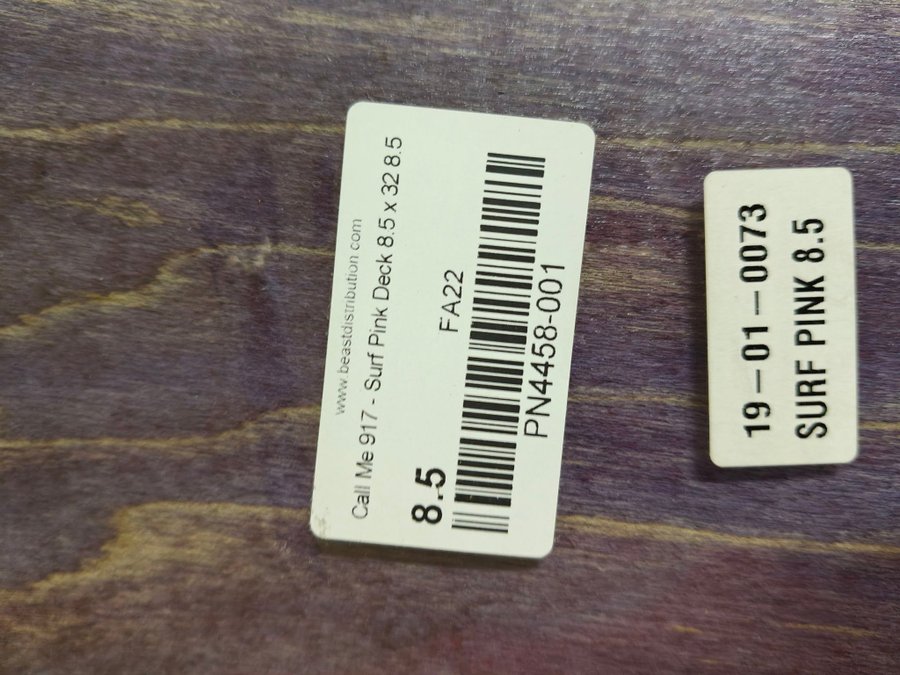 www.beastdistribution.com
Call Me 917 - Surf Pink Deck 8.5 x 32 8.5
8.5
FA22
PN4458-001
19-01-0073
SURF PINK 8.5